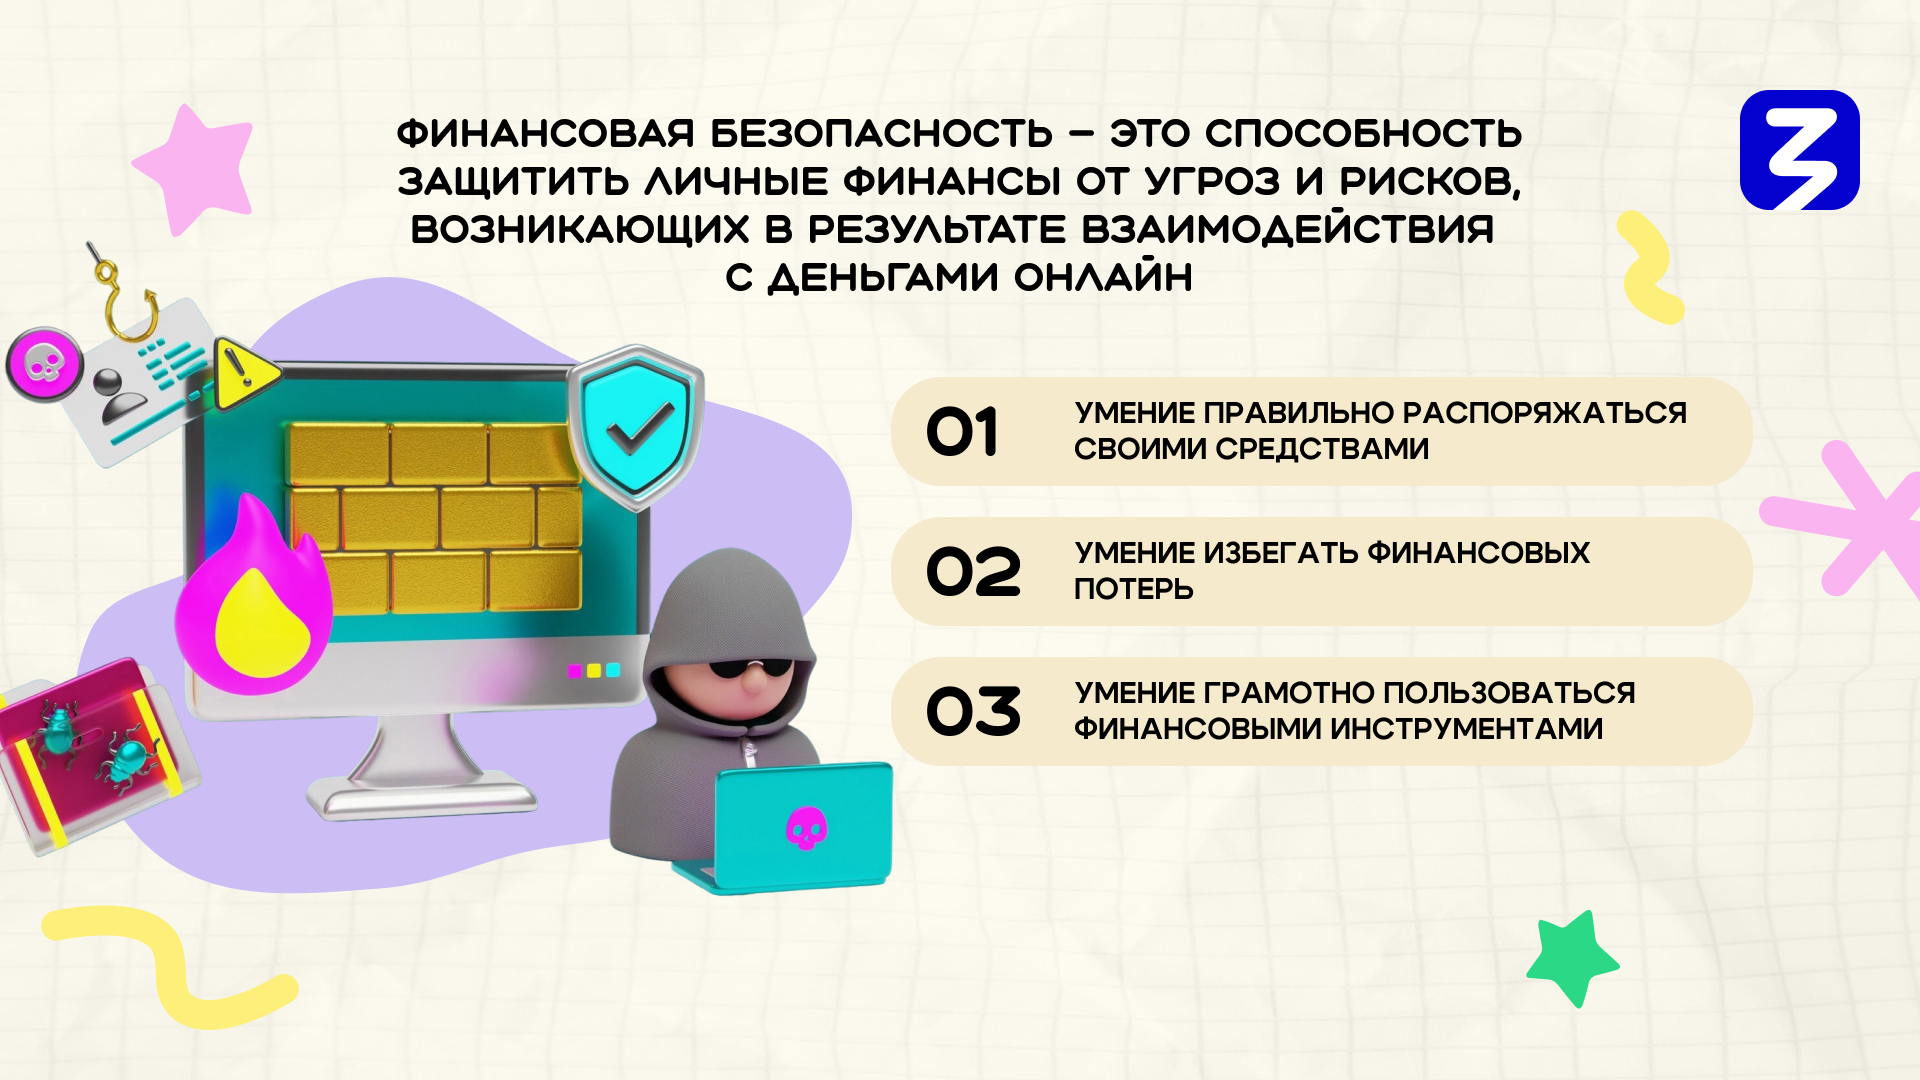 ФИНАНСОВАЯ БЕЗОПАСНОСТЬ – ЭТО СПОСОБНОСТЬ
ЗАЩИТИТЬ ЛИЧНЫЕ ФИНАНСЫ ОТ УГРОЗ И РИСКОВ,
ВОЗНИКАЮЩИХ В РЕЗУЛЬТАТЕ ВЗАИМОДЕЙСТВИЯ
С ДЕНЬГАМИ ОНЛАЙН
01
УМЕНИЕ ПРАВИЛЬНО РАСПОРЯЖАТЬСЯ
СВОИМИ СРЕДСТВАМИ
02
УМЕНИЕ ИЗБЕГАТЬ ФИНАНСОВЫХ
ПОТЕРЬ
03
УМЕНИЕ ГРАМОТНО ПОЛЬЗОВАТЬСЯ
ФИНАНСОВЫМИ ИНСТРУМЕНТАМИ